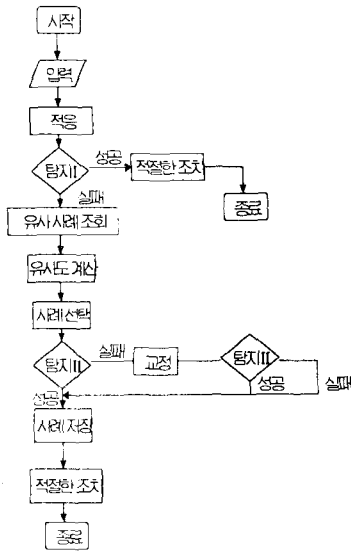 시작
입력
적응
탐지I
성공
적절한 조치
종료
실패
유사 사례 조회
유사도 계산
사례 선택
탐지II
실패
교정
탐지II
성공
실패
성공
사례 저장
적절한 조치
종료